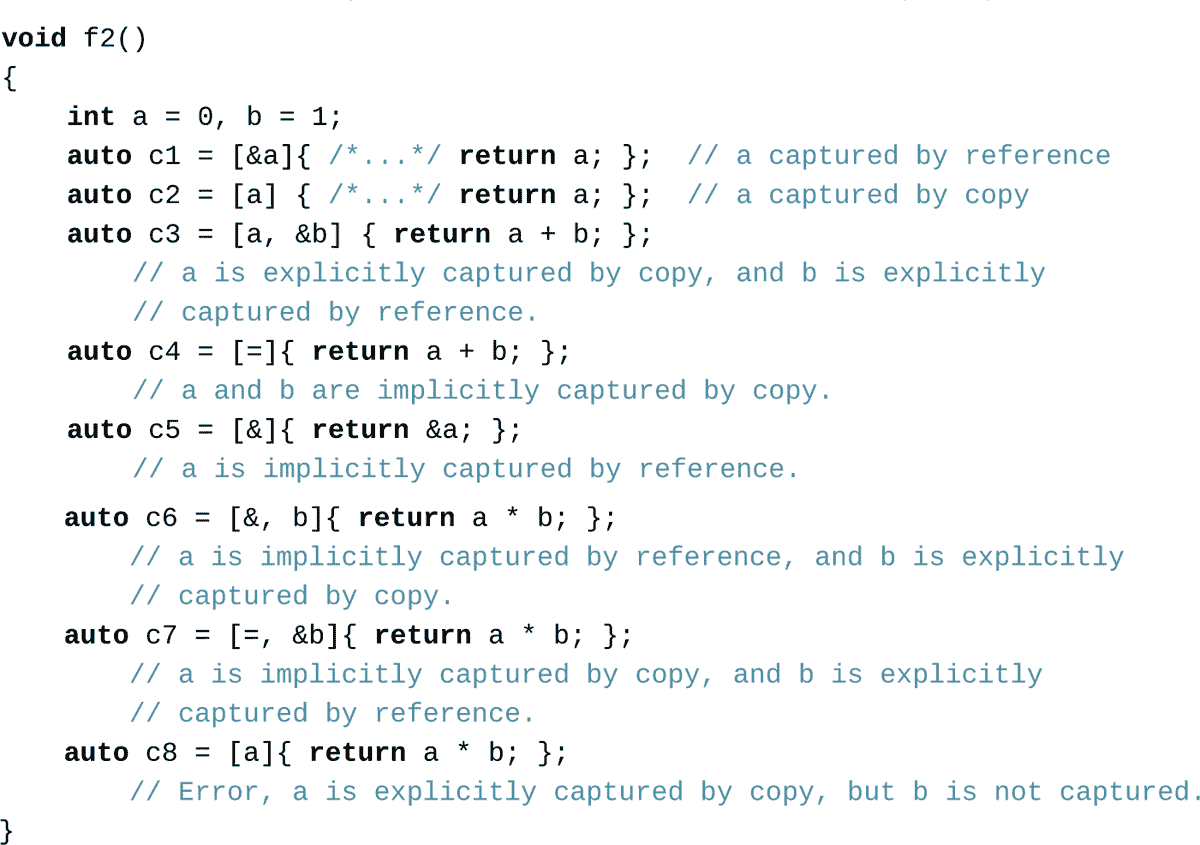 void f2()
{
    int a = 0, b = 1;
    auto c1 = [&a]{ /*...*/ return a; };  // a captured by reference
    auto c2 = [a] { /*...*/ return a; };  // a captured by copy
    auto c3 = [a, &b] { return a + b; };
        // a is explicitly captured by copy, and b is explicitly
        // captured by reference.
    auto c4 = [=]{ return a + b; };
        // a and b are implicitly captured by copy.
    auto c5 = [&]{ return &a; };
        // a is implicitly captured by reference.
    auto c6 = [&, b]{ return a * b; };
        // a is implicitly captured by reference, and b is explicitly
        // captured by copy.
    auto c7 = [=, &b]{ return a * b; };
        // a is implicitly captured by copy, and b is explicitly
        // captured by reference.
    auto c8 = [a]{ return a * b; };
        // Error, a is explicitly captured by copy, but b is not captured.
}